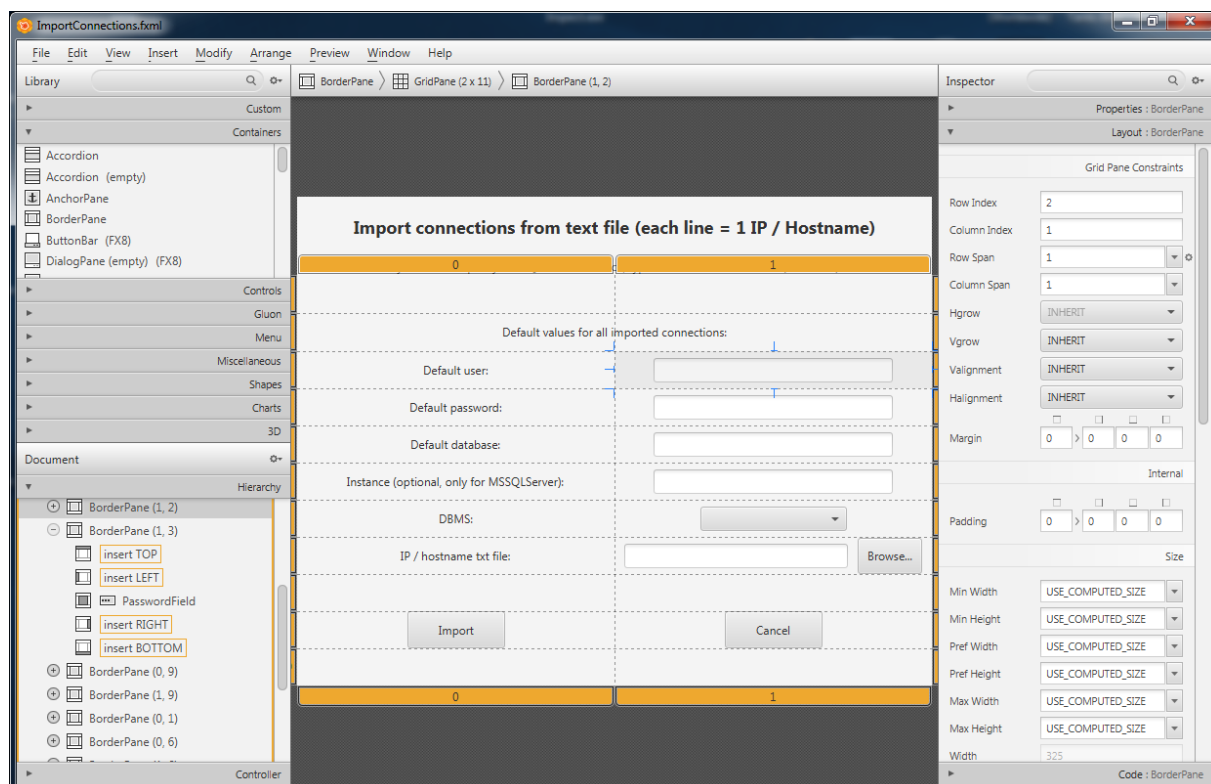 ImportConnections.fxml
File Edit View Insert Modify Arrange Preview Window Help
Library
Custom
Containers
Accordion
Accordion (empty)
AnchorPane
BorderPane
ButtonBar (FX8)
DialogPane (empty) (FX8)
Controls
Gluon
Menu
Miscellaneous
Shapes
Charts
3D
Document
Hierarchy
BorderPane (1, 2)
BorderPane (1, 3)
insert TOP
insert LEFT
PasswordField
insert RIGHT
insert BOTTOM
BorderPane (0, 9)
BorderPane (1, 9)
BorderPane (0, 1)
BorderPane (0, 6)
Controller
BorderPane GridPane (2 x 11) BorderPane (1, 2)
Import connections from text file (each line = 1 IP / Hostname)
0 1
Default values for all imported connections:
Default user:
Default password:
Default database:
Instance (optional, only for MSSQLServer):
DBMS:
IP / hostname txt file: Browse...
Import Cancel
0 1
Inspector
Properties : BorderPane
Layout : BorderPane
Grid Pane Constraints
Row Index 2
Column Index 1
Row Span 1
Column Span 1
Hgrow INHERIT
Vgrow INHERIT
Valignment INHERIT
Halignment INHERIT
Margin 0 0 0 0
Internal
Padding 0 0 0 0
Size
Min Width USE_COMPUTED_SIZE
Min Height USE_COMPUTED_SIZE
Pref Width USE_COMPUTED_SIZE
Pref Height USE_COMPUTED_SIZE
Max Width USE_COMPUTED_SIZE
Max Height USE_COMPUTED_SIZE
Width 325
Code : BorderPane